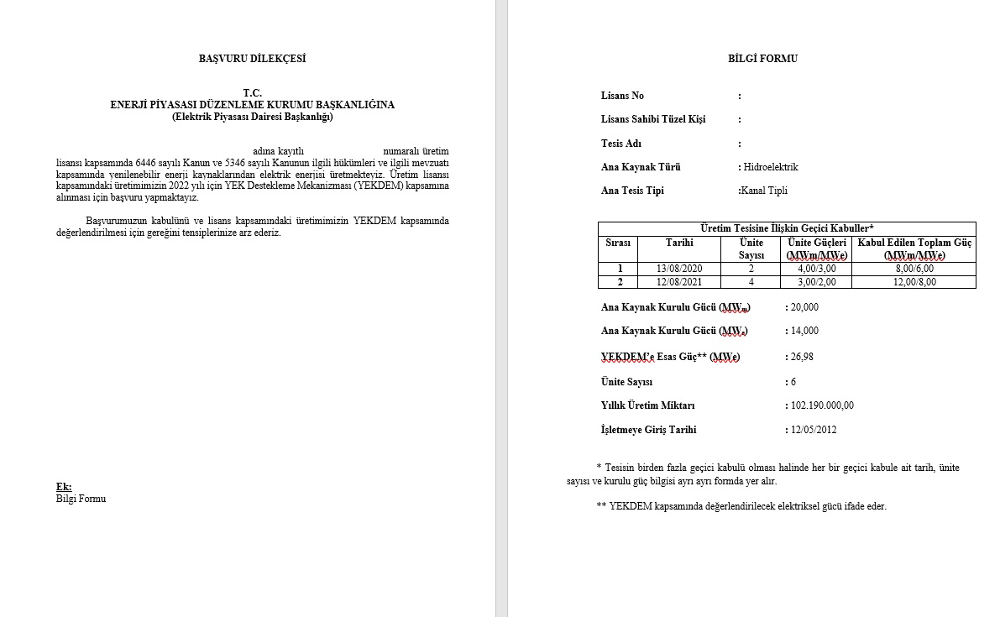 BAŞVURU DİLEKÇESİ
T.C.
ENERJİ PİYASASI DÜZENLEME KURUMU BAŞKANLIĞINA
(Elektrik Piyasası Dairesi Başkanlığı)
adına kayıtlı numaralı üretim
lisansı kapsamında 6446 sayılı Kanun ve 5346 sayılı Kanunun ilgili hükümleri ve ilgili mevzuatı
kapsamında yenilenebilir enerji kaynaklarından elektrik enerjisi üretmekteyiz. Üretim lisansı
kapsamındaki üretimimizin 2022 yılı için YEK Destekleme Mekanizması (YEKDEM) kapsamına
alınması için başvuru yapmaktayız.
Başvurumuzun kabulünü ve lisans kapsamındaki üretimimizin YEKDEM kapsamında
değerlendirilmesi için gereğini tensiplerinize arz ederiz.
Ek:
Bilgi Formu
BİLGİ FORMU
Lisans No :
Lisans Sahibi Tüzel Kişi :
Tesis Adı :
Ana Kaynak Türü : Hidroelektrik
Ana Tesis Tipi :Kanal Tipli
Üretim Tesisine İlişkin Geçici Kabuller*
Sırası Tarihi Ünite Ünite Güçleri Kabul Edilen Toplam Güç
Sayısı (MWm/MWe) (MWm/MWe)
1 13/08/2020 2 4,00/3,00 8,00/6,00
2 12/08/2021 4 3,00/2,00 12,00/8,00
Ana Kaynak Kurulu Gücü (MWm) : 20,000
Ana Kaynak Kurulu Gücü (MWe) : 14,000
YEKDEM'e Esas Güç** (MWe) : 26,98
Ünite Sayısı : 6
Yıllık Üretim Miktarı : 102.190.000,00
İşletmeye Giriş Tarihi : 12/05/2012
* Tesisin birden fazla geçici kabulü olması halinde her bir geçici kabule ait tarih, ünite
sayısı ve kurulu güç bilgisi ayrı ayrı formda yer alır.
** YEKDEM kapsamında değerlendirilecek elektriksel gücü ifade eder.